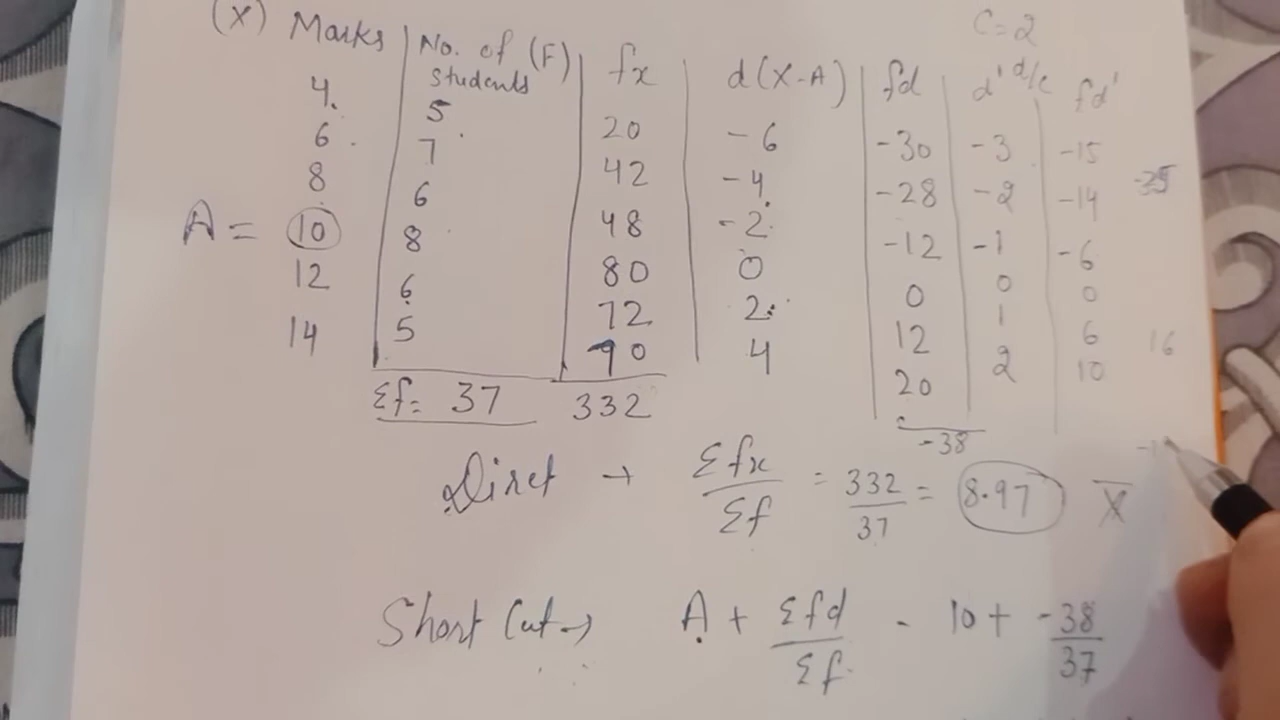 C=2
(X) Marks | No. of (F) Students | fx | d(X-A) | fd | d' d/c | fd'
4 | 5 | 20 | -6 | -30 | -3 | -15
6 | 7 | 42 | -4 | -28 | -2 | -14
8 | 6 | 48 | -2 | -12 | -1 | -6
A = 10 | 8 | 80 | 0 | 0 | 0 | 0
12 | 6 | 72 | 2 | 12 | 1 | 6
14 | 5 | 90 | 4 | 20 | 2 | 10
-35
16
Σf= 37 | 332 | -38
Direct → Σfx/Σf = 332/37 = 8.97 X̅
Short Cut → A + Σfd/Σf - 10 + -38/37